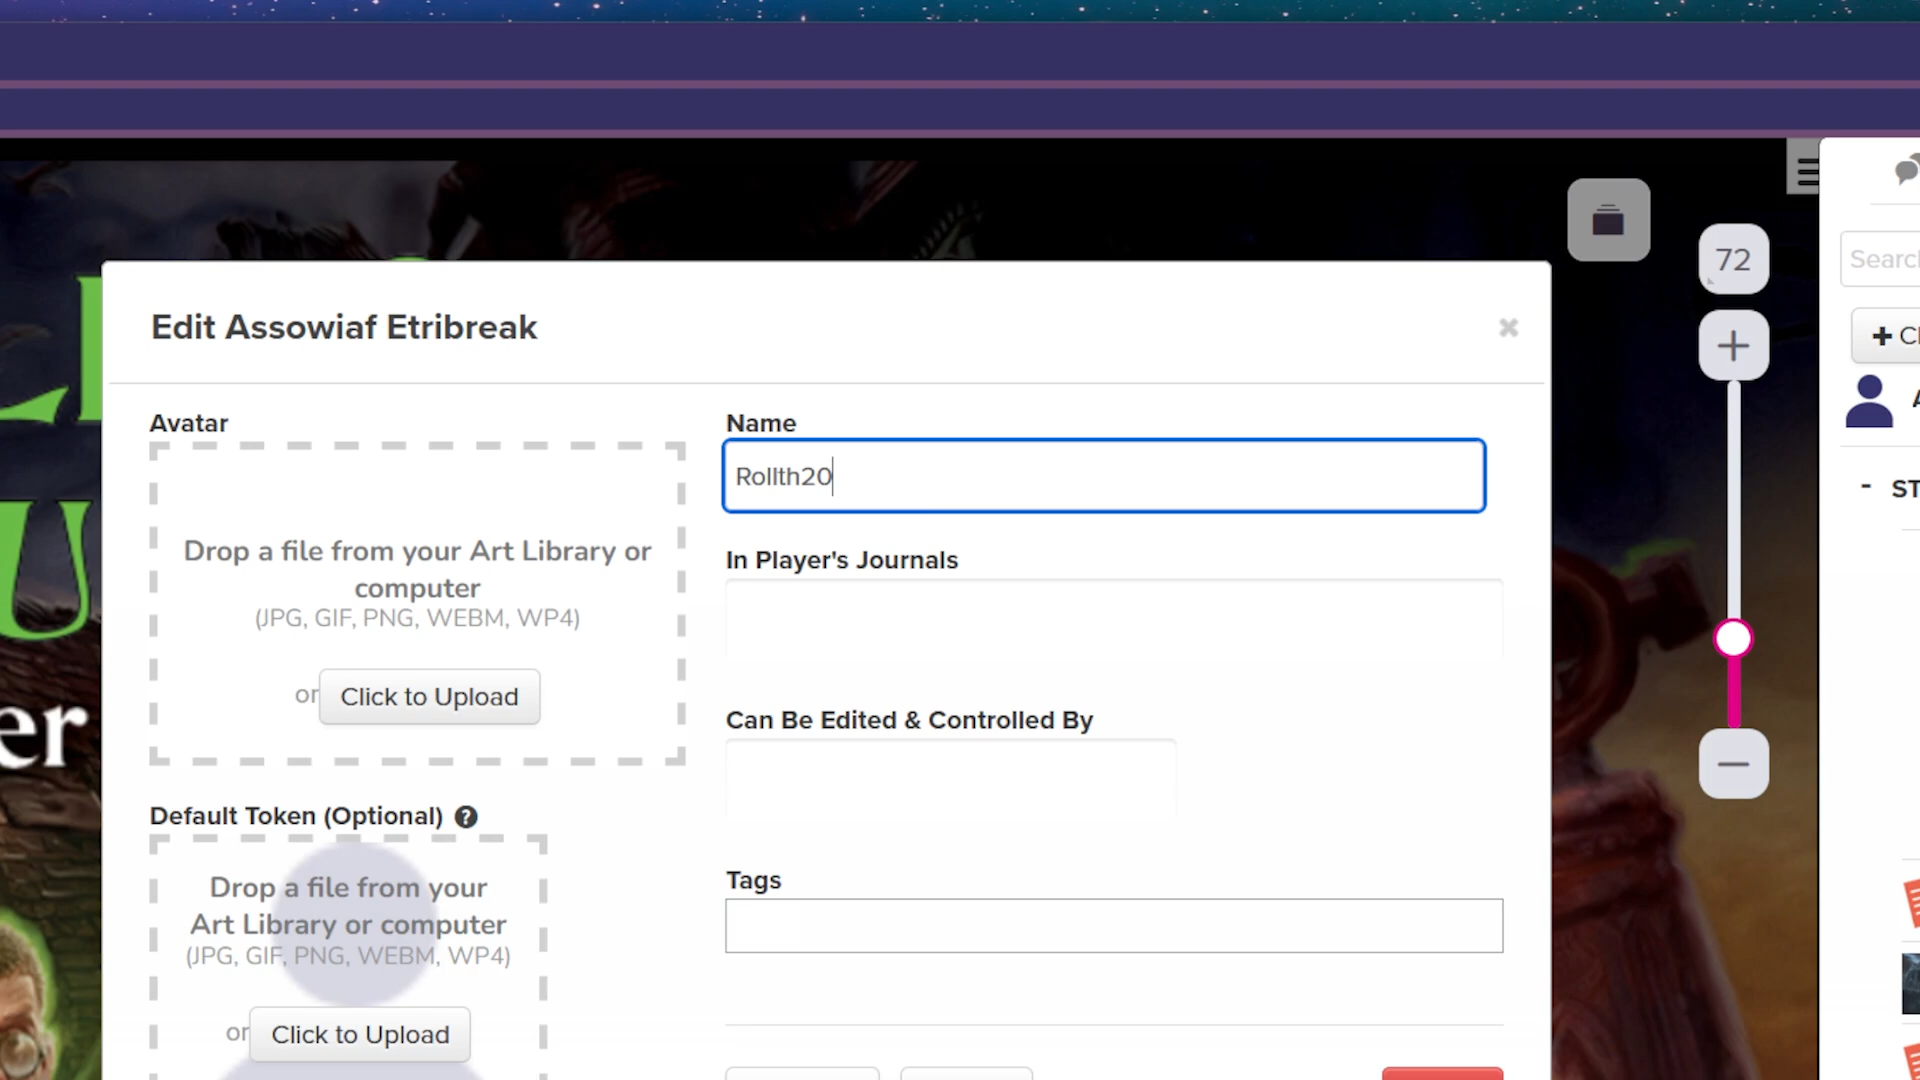 72
Search
Edit Assowiaf Etribreak
Avatar
Name
Rollth20
Drop a file from your Art Library or
computer
(JPG, GIF, PNG, WEBM, WP4)
or Click to Upload
In Player's Journals
Can Be Edited & Controlled By
Default Token (Optional)
Drop a file from your
Art Library or computer
(JPG, GIF, PNG, WEBM, WP4)
or Click to Upload
Tags
er
ST